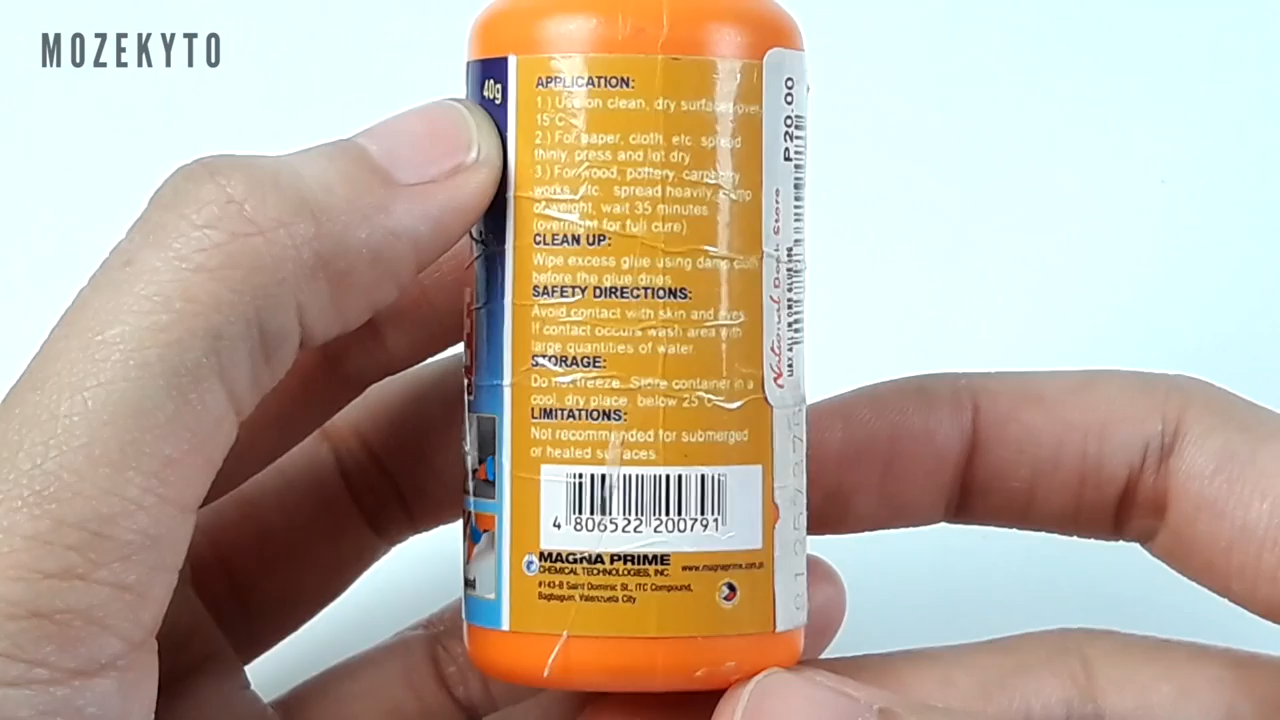 MOZEKYTO
40g
APPLICATION:
1.) Use on clean, dry surfaces over
15°C.
2.) For paper, cloth, etc. spread
thinly, press and let dry
3.) For wood, pottery, carpentry
works, etc. spread heavily, clamp
of weight, wait 35 minutes
(overnight for full cure)
CLEAN UP:
Wipe excess glue using damp cloth
before the glue dries
SAFETY DIRECTIONS:
Avoid contact with skin and eyes.
If contact occurs wash area with
large quantities of water.
STORAGE:
Do not freeze. Store container in a
cool, dry place, below 25°C
LIMITATIONS:
Not recommended for submerged
or heated surfaces.
4 806522 200791
MAGNA PRIME
CHEMICAL TECHNOLOGIES, INC.
www.magnaprime.com.ph
#143-B Saint Dominic St., ITC Compound,
Bagbaguin, Valenzuela City
P20.00
National Book Store
ALL IN ONE GLUE